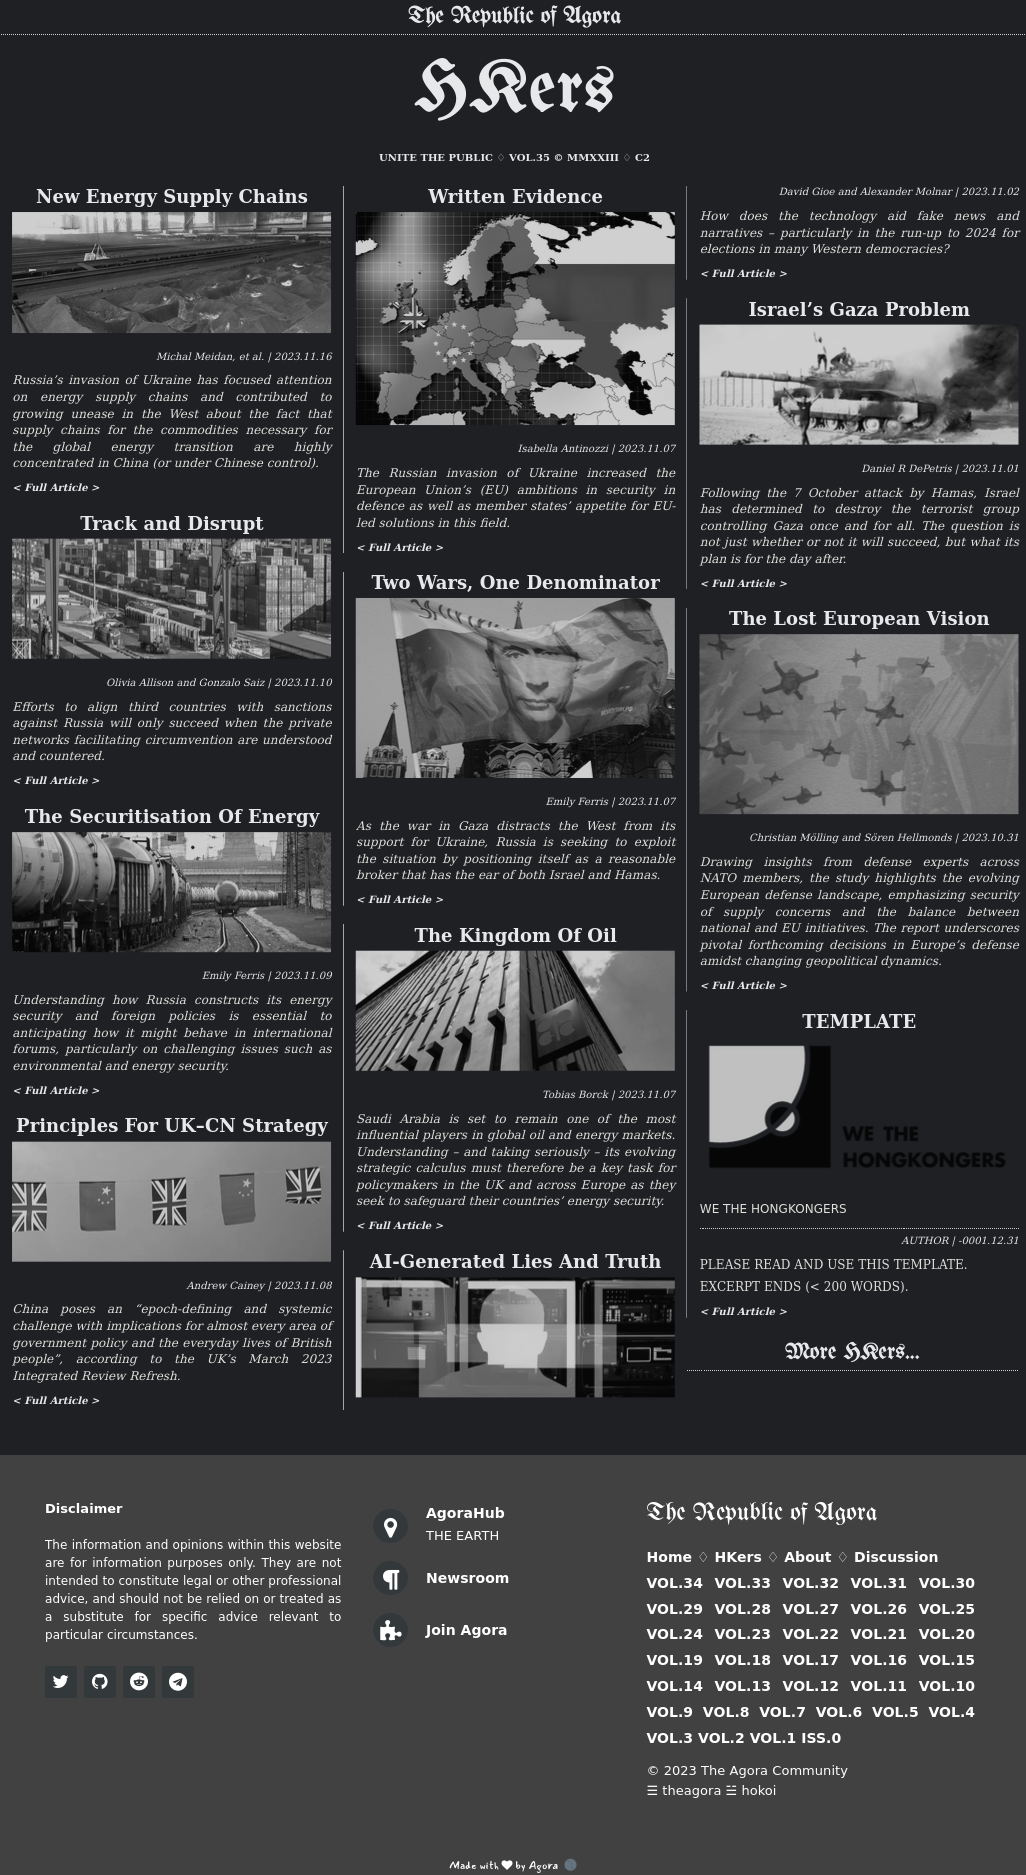 The Republic of Agora
HKers
UNITE THE PUBLIC ♢ VOL.35 © MMXXIII ♢ C2
New Energy Supply Chains
Michal Meidan, et al. | 2023.11.16
Russia’s invasion of Ukraine has focused attention
on energy supply chains and contributed to
growing unease in the West about the fact that
supply chains for the commodities necessary for
the global energy transition are highly
concentrated in China (or under Chinese control).
< Full Article >
Track and Disrupt
Olivia Allison and Gonzalo Saiz | 2023.11.10
Efforts to align third countries with sanctions
against Russia will only succeed when the private
networks facilitating circumvention are understood
and countered.
< Full Article >
The Securitisation Of Energy
Emily Ferris | 2023.11.09
Understanding how Russia constructs its energy
security and foreign policies is essential to
anticipating how it might behave in international
forums, particularly on challenging issues such as
environmental and energy security.
< Full Article >
Principles For UK–CN Strategy
Andrew Cainey | 2023.11.08
China poses an “epoch-defining and systemic
challenge with implications for almost every area of
government policy and the everyday lives of British
people”, according to the UK’s March 2023
Integrated Review Refresh.
< Full Article >
Written Evidence
Isabella Antinozzi | 2023.11.07
The Russian invasion of Ukraine increased the
European Union’s (EU) ambitions in security in
defence as well as member states’ appetite for EU-
led solutions in this field.
< Full Article >
Two Wars, One Denominator
Emily Ferris | 2023.11.07
As the war in Gaza distracts the West from its
support for Ukraine, Russia is seeking to exploit
the situation by positioning itself as a reasonable
broker that has the ear of both Israel and Hamas.
< Full Article >
The Kingdom Of Oil
Tobias Borck | 2023.11.07
Saudi Arabia is set to remain one of the most
influential players in global oil and energy markets.
Understanding – and taking seriously – its evolving
strategic calculus must therefore be a key task for
policymakers in the UK and across Europe as they
seek to safeguard their countries’ energy security.
< Full Article >
AI-Generated Lies And Truth
David Gioe and Alexander Molnar | 2023.11.02
How does the technology aid fake news and
narratives – particularly in the run-up to 2024 for
elections in many Western democracies?
< Full Article >
Israel’s Gaza Problem
Daniel R DePetris | 2023.11.01
Following the 7 October attack by Hamas, Israel
has determined to destroy the terrorist group
controlling Gaza once and for all. The question is
not just whether or not it will succeed, but what its
plan is for the day after.
< Full Article >
The Lost European Vision
Christian Mölling and Sören Hellmonds | 2023.10.31
Drawing insights from defense experts across
NATO members, the study highlights the evolving
European defense landscape, emphasizing security
of supply concerns and the balance between
national and EU initiatives. The report underscores
pivotal forthcoming decisions in Europe’s defense
amidst changing geopolitical dynamics.
< Full Article >
TEMPLATE
WE THE
HONGKONGERS
WE THE HONGKONGERS
AUTHOR | -0001.12.31
PLEASE READ AND USE THIS TEMPLATE.
EXCERPT ENDS (< 200 WORDS).
< Full Article >
More HKers...
Disclaimer
The information and opinions within this website
are for information purposes only. They are not
intended to constitute legal or other professional
advice, and should not be relied on or treated as
a substitute for specific advice relevant to
particular circumstances.
AgoraHub
THE EARTH
Newsroom
Join Agora
The Republic of Agora
Home ♢ HKers ♢ About ♢ Discussion
VOL.34 VOL.33 VOL.32 VOL.31 VOL.30
VOL.29 VOL.28 VOL.27 VOL.26 VOL.25
VOL.24 VOL.23 VOL.22 VOL.21 VOL.20
VOL.19 VOL.18 VOL.17 VOL.16 VOL.15
VOL.14 VOL.13 VOL.12 VOL.11 VOL.10
VOL.9 VOL.8 VOL.7 VOL.6 VOL.5 VOL.4
VOL.3 VOL.2 VOL.1 ISS.0
© 2023 The Agora Community
☰ theagora ☱ hokoi
Made with ♥ by Agora